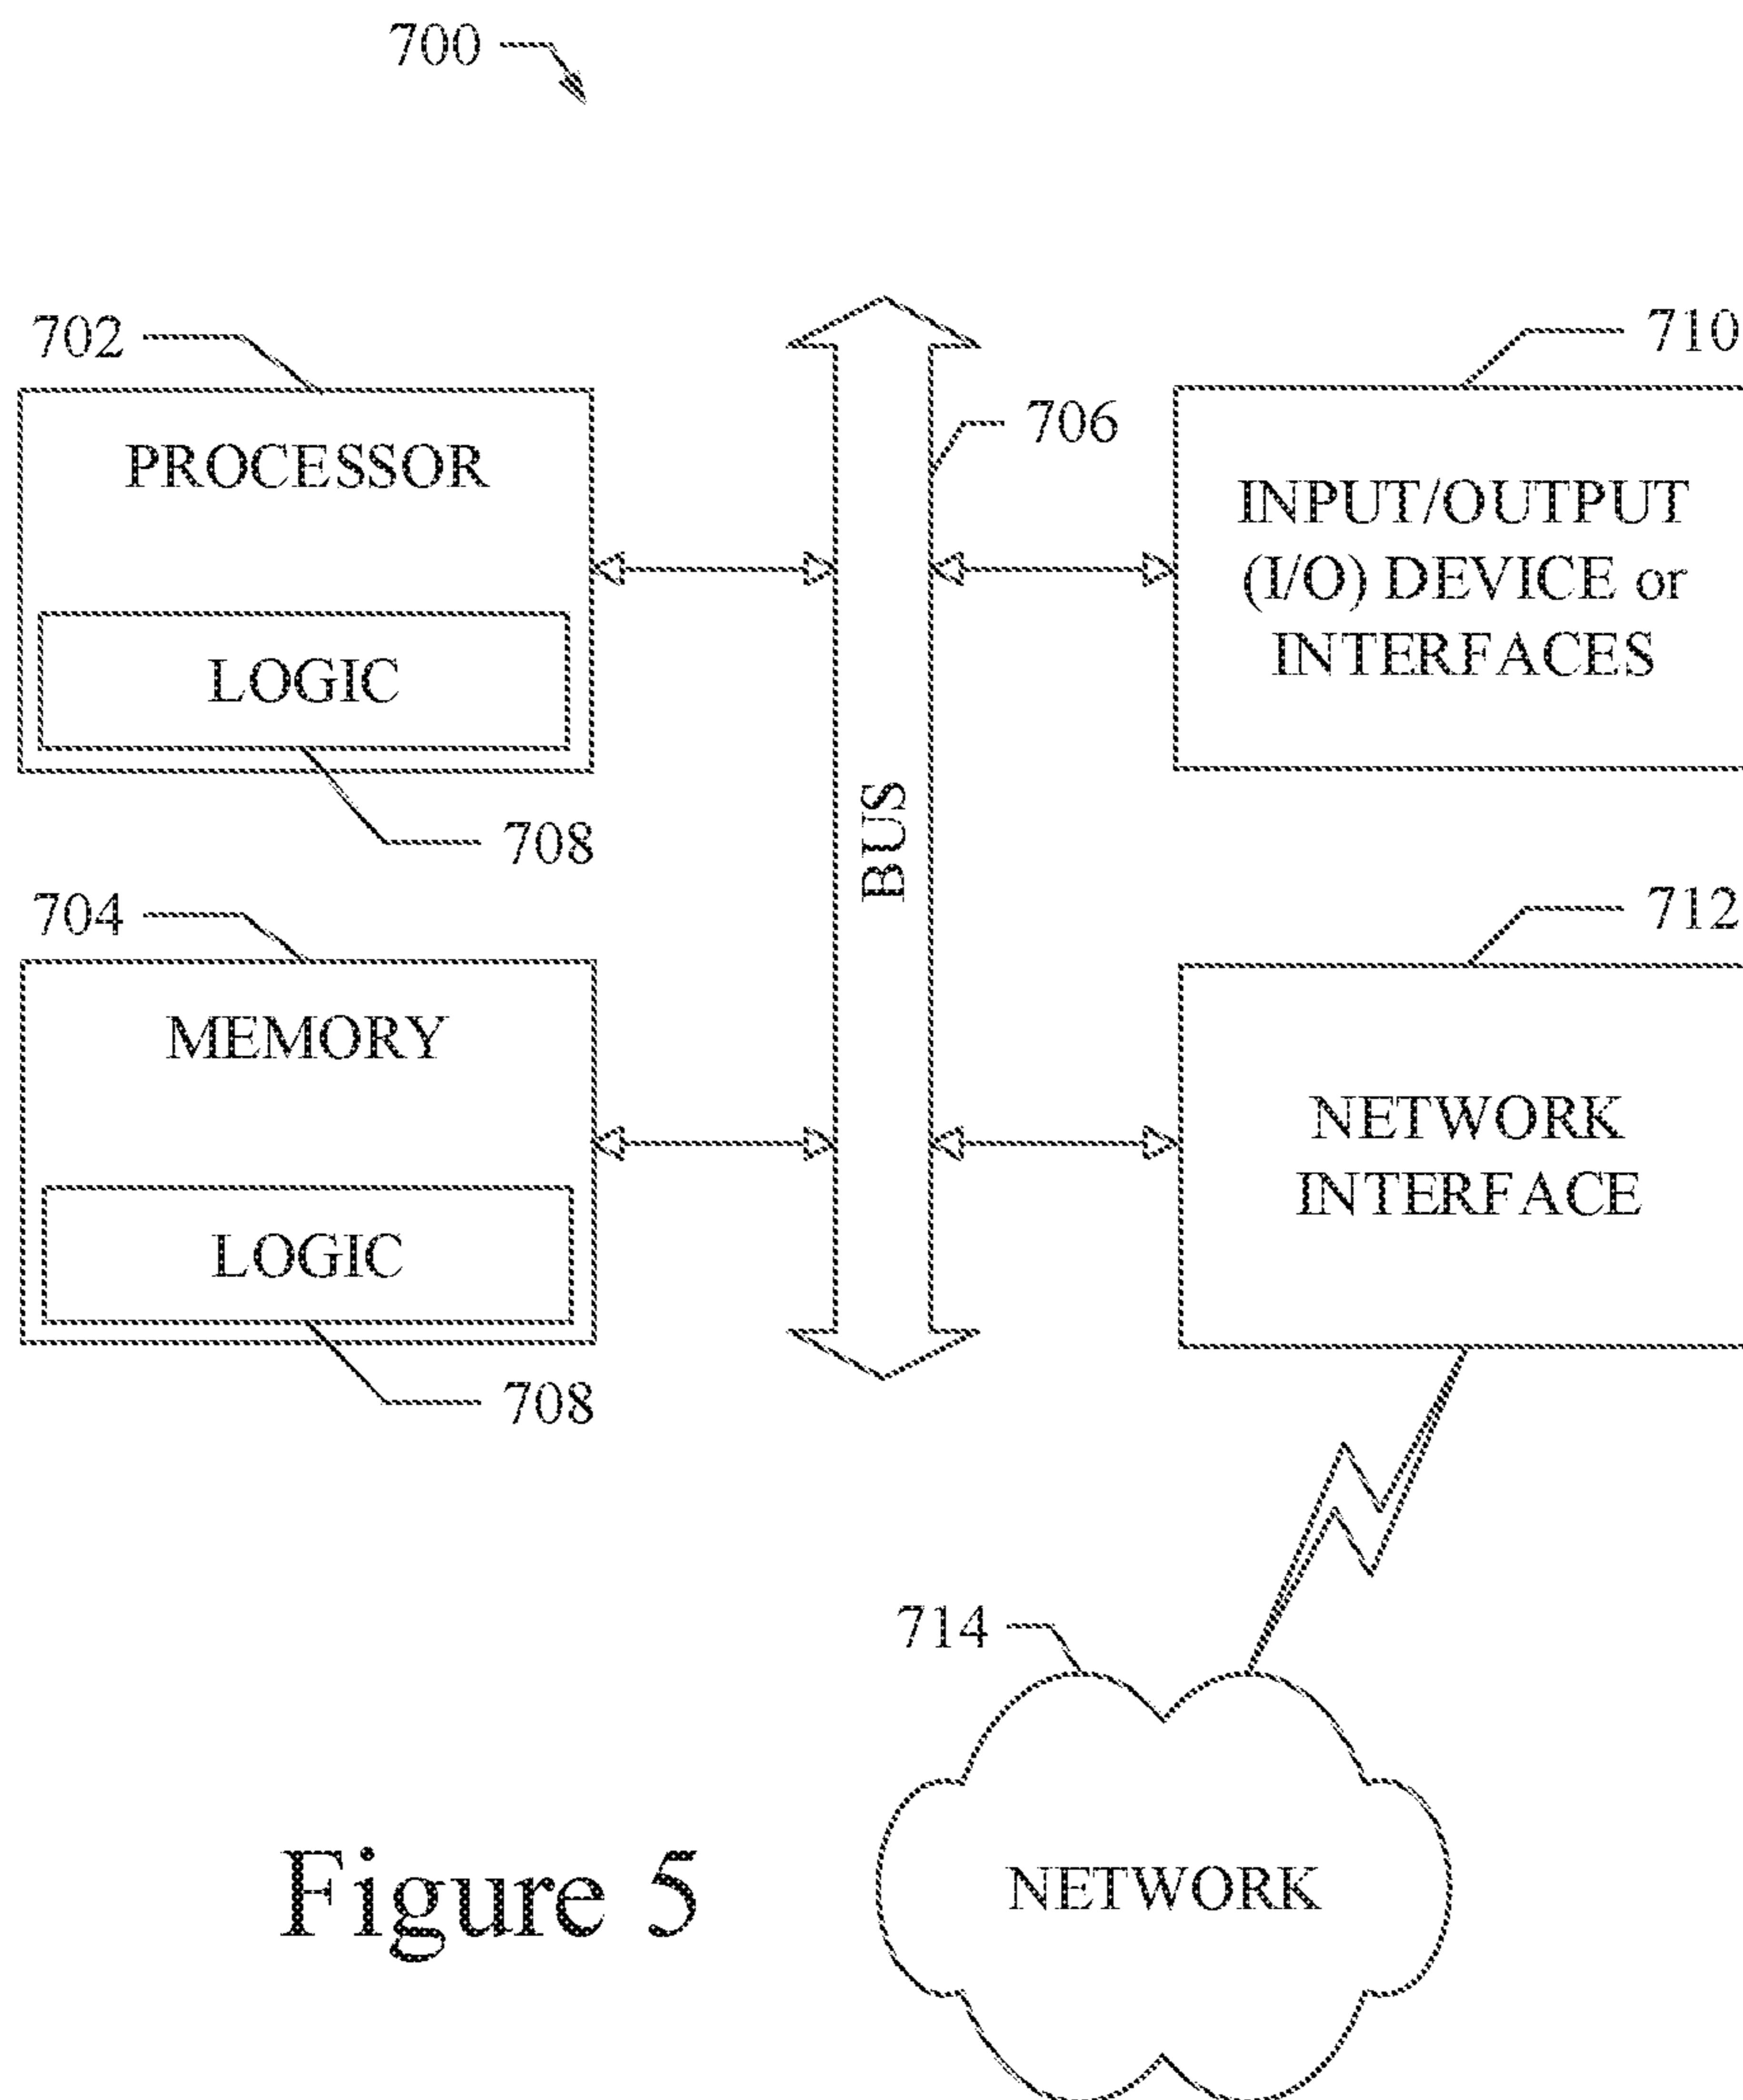 700
702
710
706
PROCESSOR
INPUT/OUTPUT
(I/O) DEVICE or
INTERFACES
LOGIC
708
BUS
704
712
MEMORY
NETWORK
INTERFACE
LOGIC
708
714
NETWORK
Figure 5